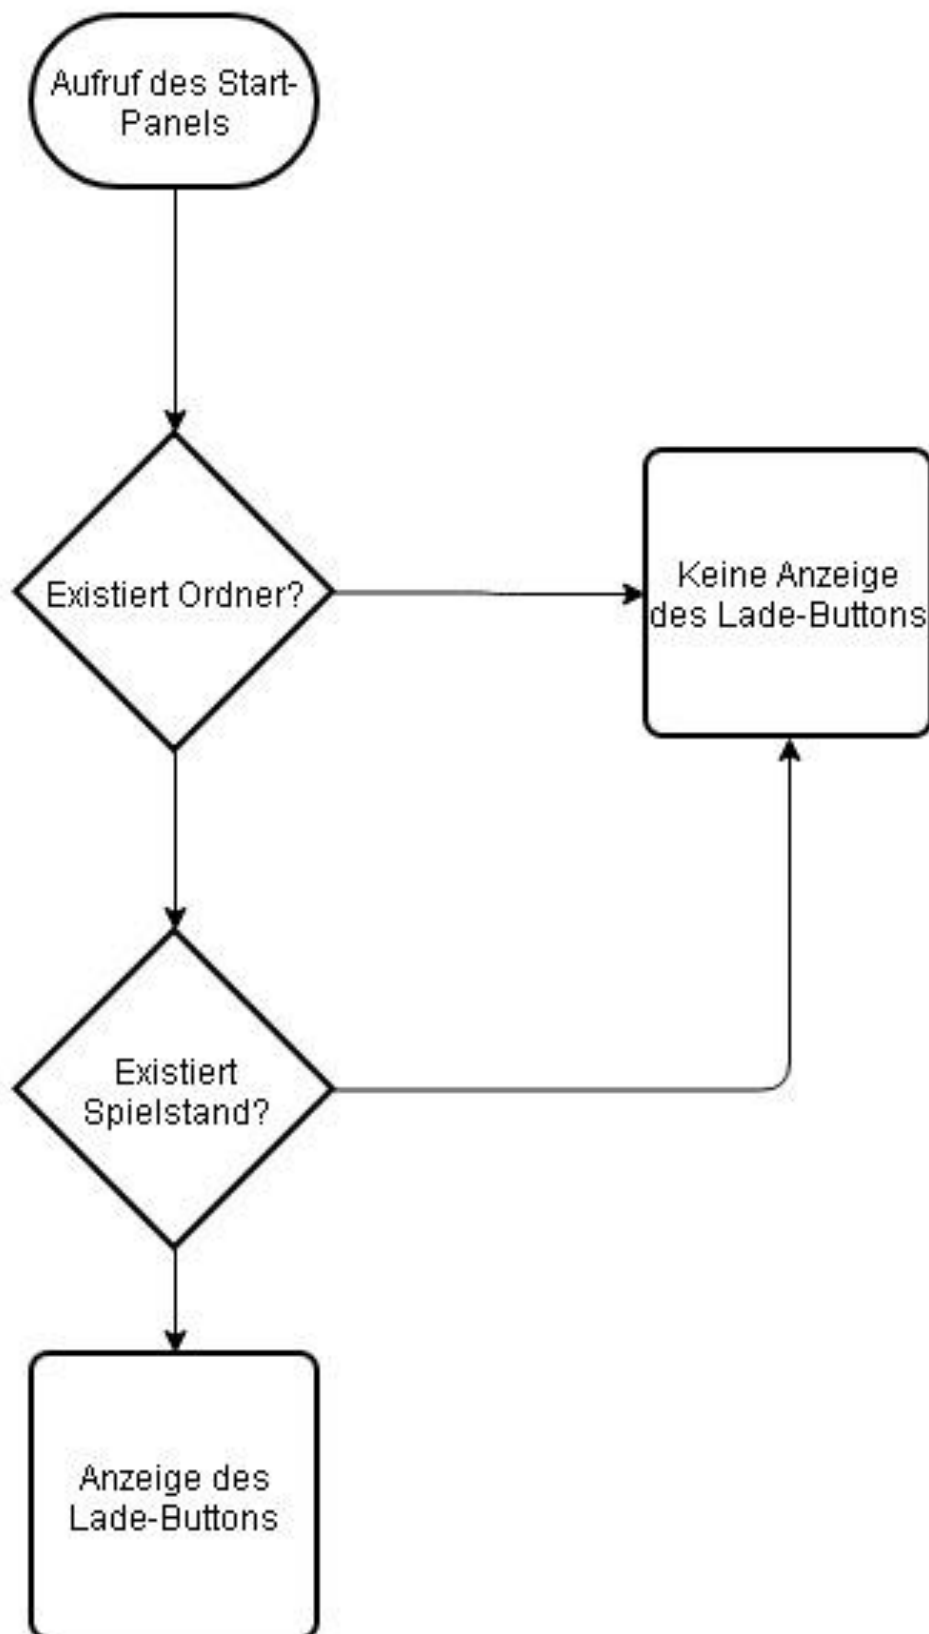 Aufruf des Start-
Panels
Existiert Ordner?
Keine Anzeige
des Lade-Buttons
Existiert
Spielstand?
Anzeige des
Lade-Buttons